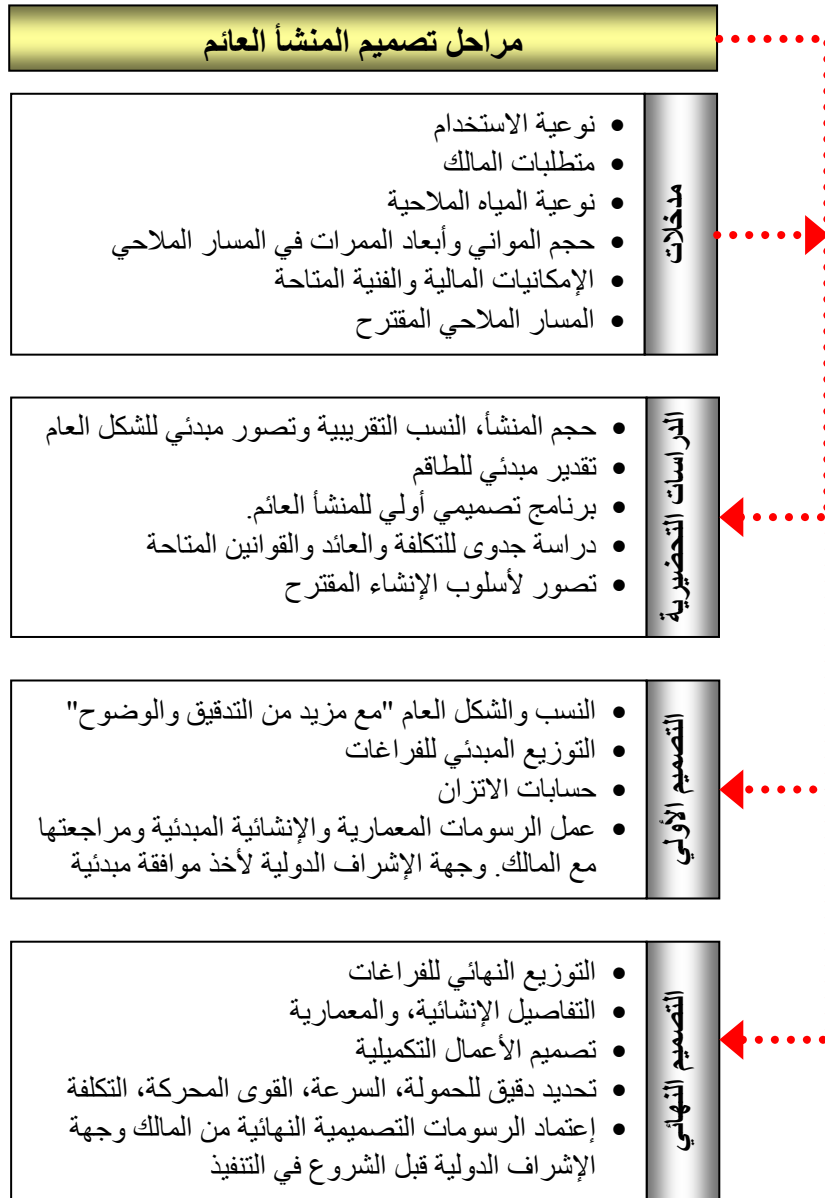 مراحل تصميم المنشأ العائم
مدخلات
• نوعية الاستخدام
• متطلبات المالك
• نوعية المياه الملاحية
• حجم المواني وأبعاد الممرات في المسار الملاحي
• الإمكانيات المالية والفنية المتاحة
• المسار الملاحي المقترح
الدراسات التحضيرية
• حجم المنشأ، النسب التقريبية وتصور مبدئي للشكل العام
• تقدير مبدئي للطاقم
• برنامج تصميمي أولي للمنشأ العائم.
• دراسة جدوى للتكلفة والعائد والقوانين المتاحة
• تصور لأسلوب الإنشاء المقترح
التصميم الأولي
• النسب والشكل العام "مع مزيد من التدقيق والوضوح"
• التوزيع المبدئي للفراغات
• حسابات الاتزان
• عمل الرسومات المعمارية والإنشائية المبدئية ومراجعتها
مع المالك. وجهة الإشراف الدولية لأخذ موافقة مبدئية
التصميم النهائي
• التوزيع النهائي للفراغات
• التفاصيل الإنشائية، والمعمارية
• تصميم الأعمال التكميلية
• تحديد دقيق للحمولة، السرعة، القوى المحركة، التكلفة
• إعتماد الرسومات التصميمية النهائية من المالك وجهة
الإشراف الدولية قبل الشروع في التنفيذ